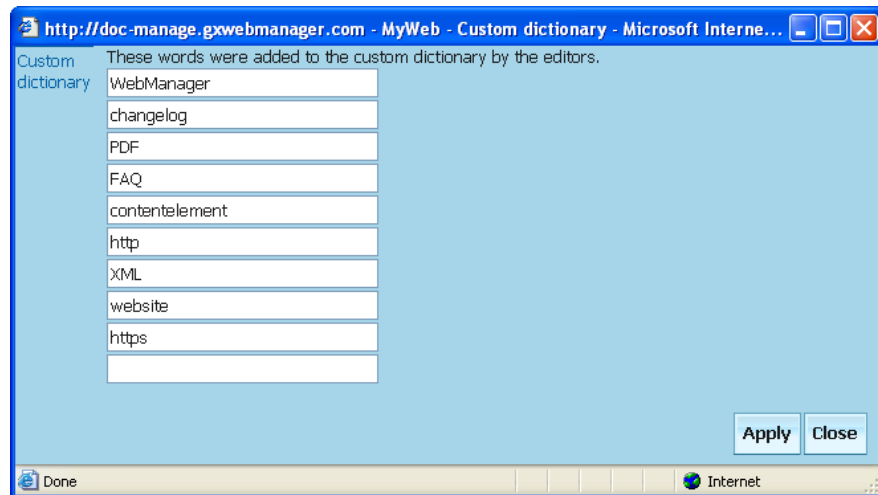 http://doc-manage.gxwebmanager.com - MyWeb - Custom dictionary - Microsoft Interne...
Custom dictionary
These words were added to the custom dictionary by the editors.
WebManager
changelog
PDF
FAQ
contentelement
http
XML
website
https
Apply Close
Done Internet